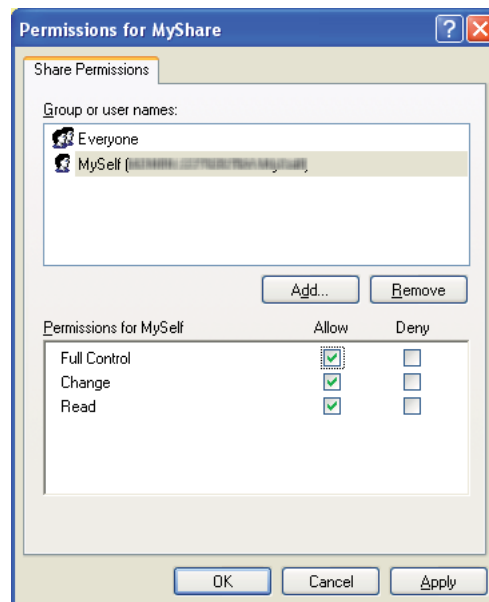 Permissions for MyShare
Share Permissions
Group or user names:
Everyone
MySelf (
Add... Remove
Permissions for MySelf Allow Deny
Full Control
Change
Read
OK Cancel Apply